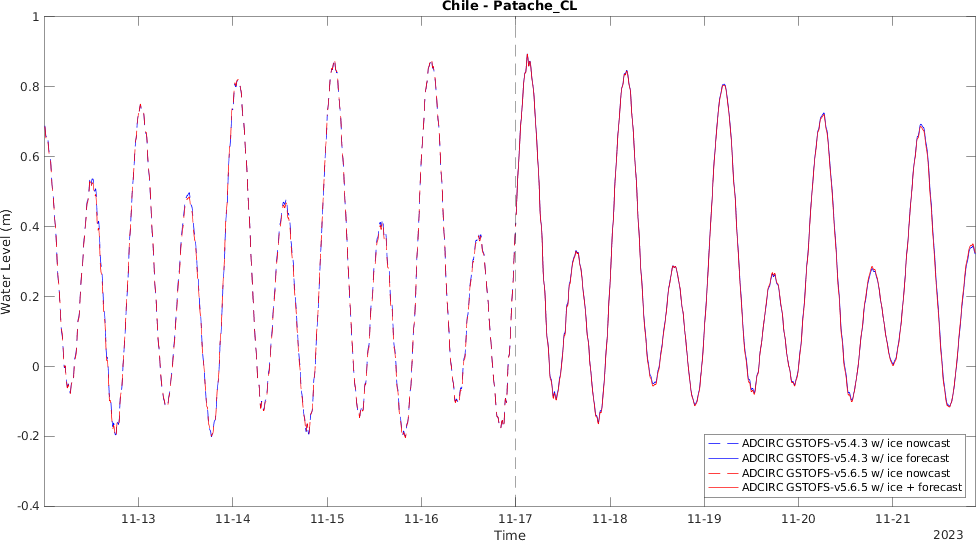 Chile - Patache_CL
1
0.8
0.6
0.4
0.2
0
-0.2
-0.4
Water Level (m)
11-13 11-14 11-15 11-16 11-17 11-18 11-19 11-20 11-21
Time
2023
ADCIRC GSTOFS-v5.4.3 w/ ice nowcast
ADCIRC GSTOFS-v5.4.3 w/ ice forecast
ADCIRC GSTOFS-v5.6.5 w/ ice nowcast
ADCIRC GSTOFS-v5.6.5 w/ ice + forecast